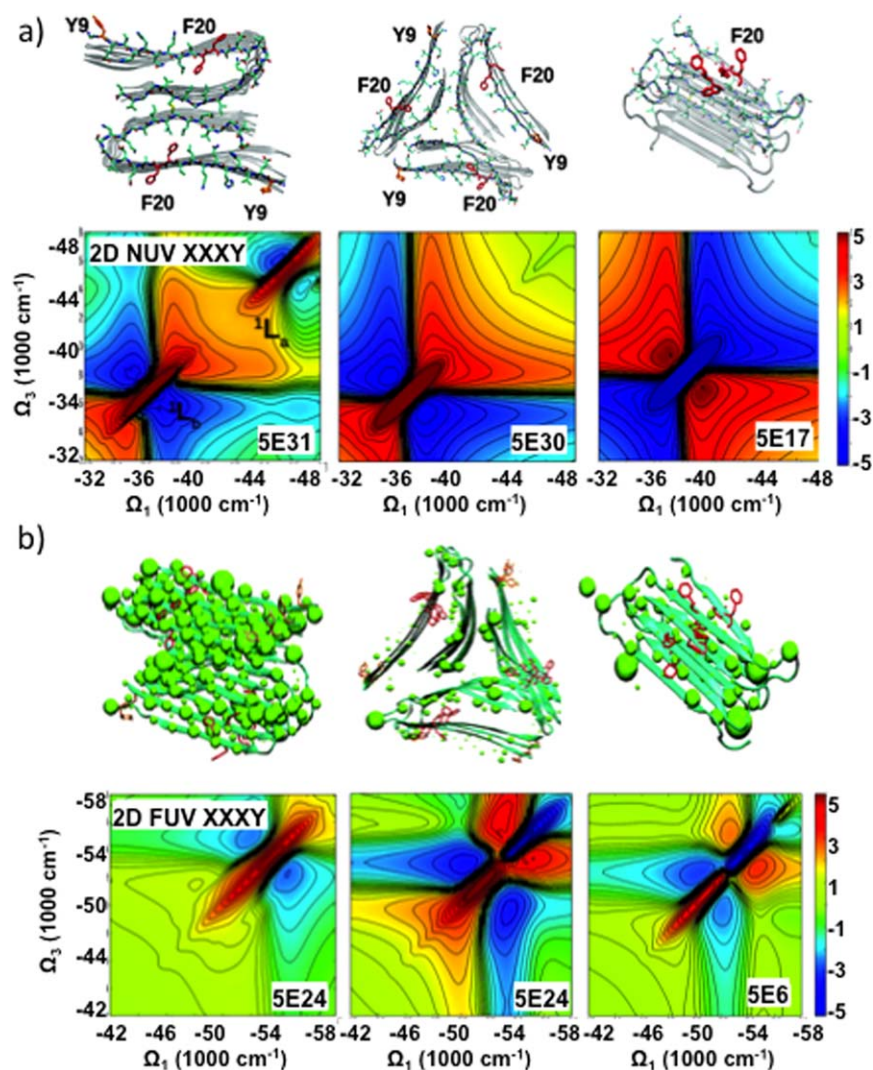 a)
Y9
F20
F20
Y9
Y9
F20
F20
Y9
Y9
F20
F20
2D NUV XXXY
¹Lₐ
¹L_b
5E31
5E30
5E17
-48
-44
-40
-34
-32
Ω₃ (1000 cm⁻¹)
-32 -36 -40 -44 -48
-32 -36 -40 -44 -48
-32 -36 -40 -44 -48
Ω₁ (1000 cm⁻¹)
Ω₁ (1000 cm⁻¹)
Ω₁ (1000 cm⁻¹)
5
3
1
-1
-3
-5
b)
2D FUV XXXY
5E24
5E24
5E6
-58
-54
-50
-44
-42
Ω₃ (1000 cm⁻¹)
-42 -46 -50 -54 -58
-42 -46 -50 -54 -58
-42 -46 -50 -54 -58
Ω₁ (1000 cm⁻¹)
Ω₁ (1000 cm⁻¹)
Ω₁ (1000 cm⁻¹)
5
3
1
-1
-3
-5